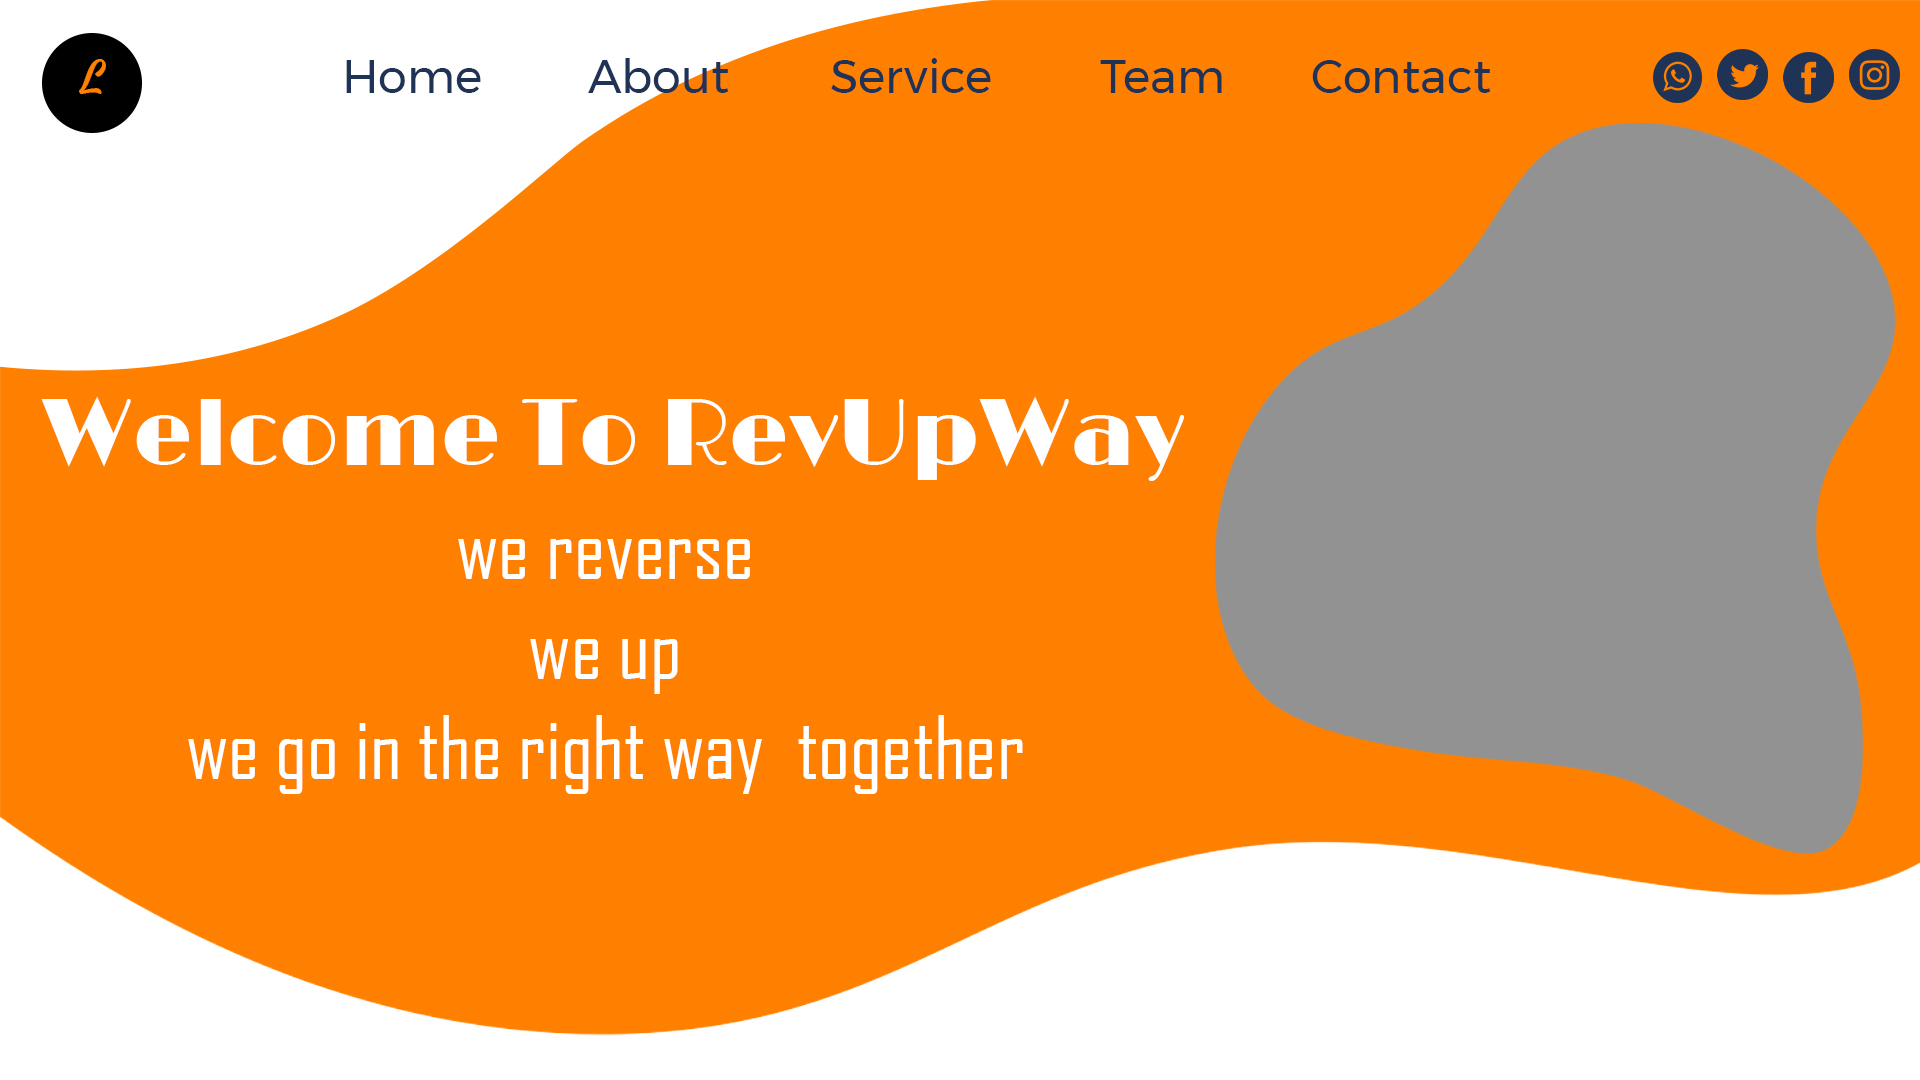 L
Home About Service Team Contact
Welcome To RevUpWay
we reverse
we up
we go in the right way together